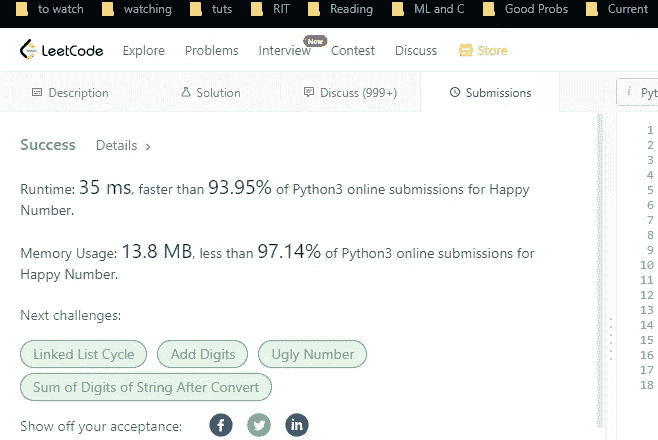 to watch watching tuts RIT Reading ML and C Good Probs Current
LeetCode Explore Problems Interview New Contest Discuss Store
Description Solution Discuss (999+) Submissions i Pyt
Success Details >
Runtime: 35 ms, faster than 93.95% of Python3 online submissions for Happy
Number.
Memory Usage: 13.8 MB, less than 97.14% of Python3 online submissions for
Happy Number.
Next challenges:
Linked List Cycle Add Digits Ugly Number
Sum of Digits of String After Convert
Show off your acceptance:
1
2
3
4
5
6
7
8
9
10
11
12
13
14
15
16
17
18